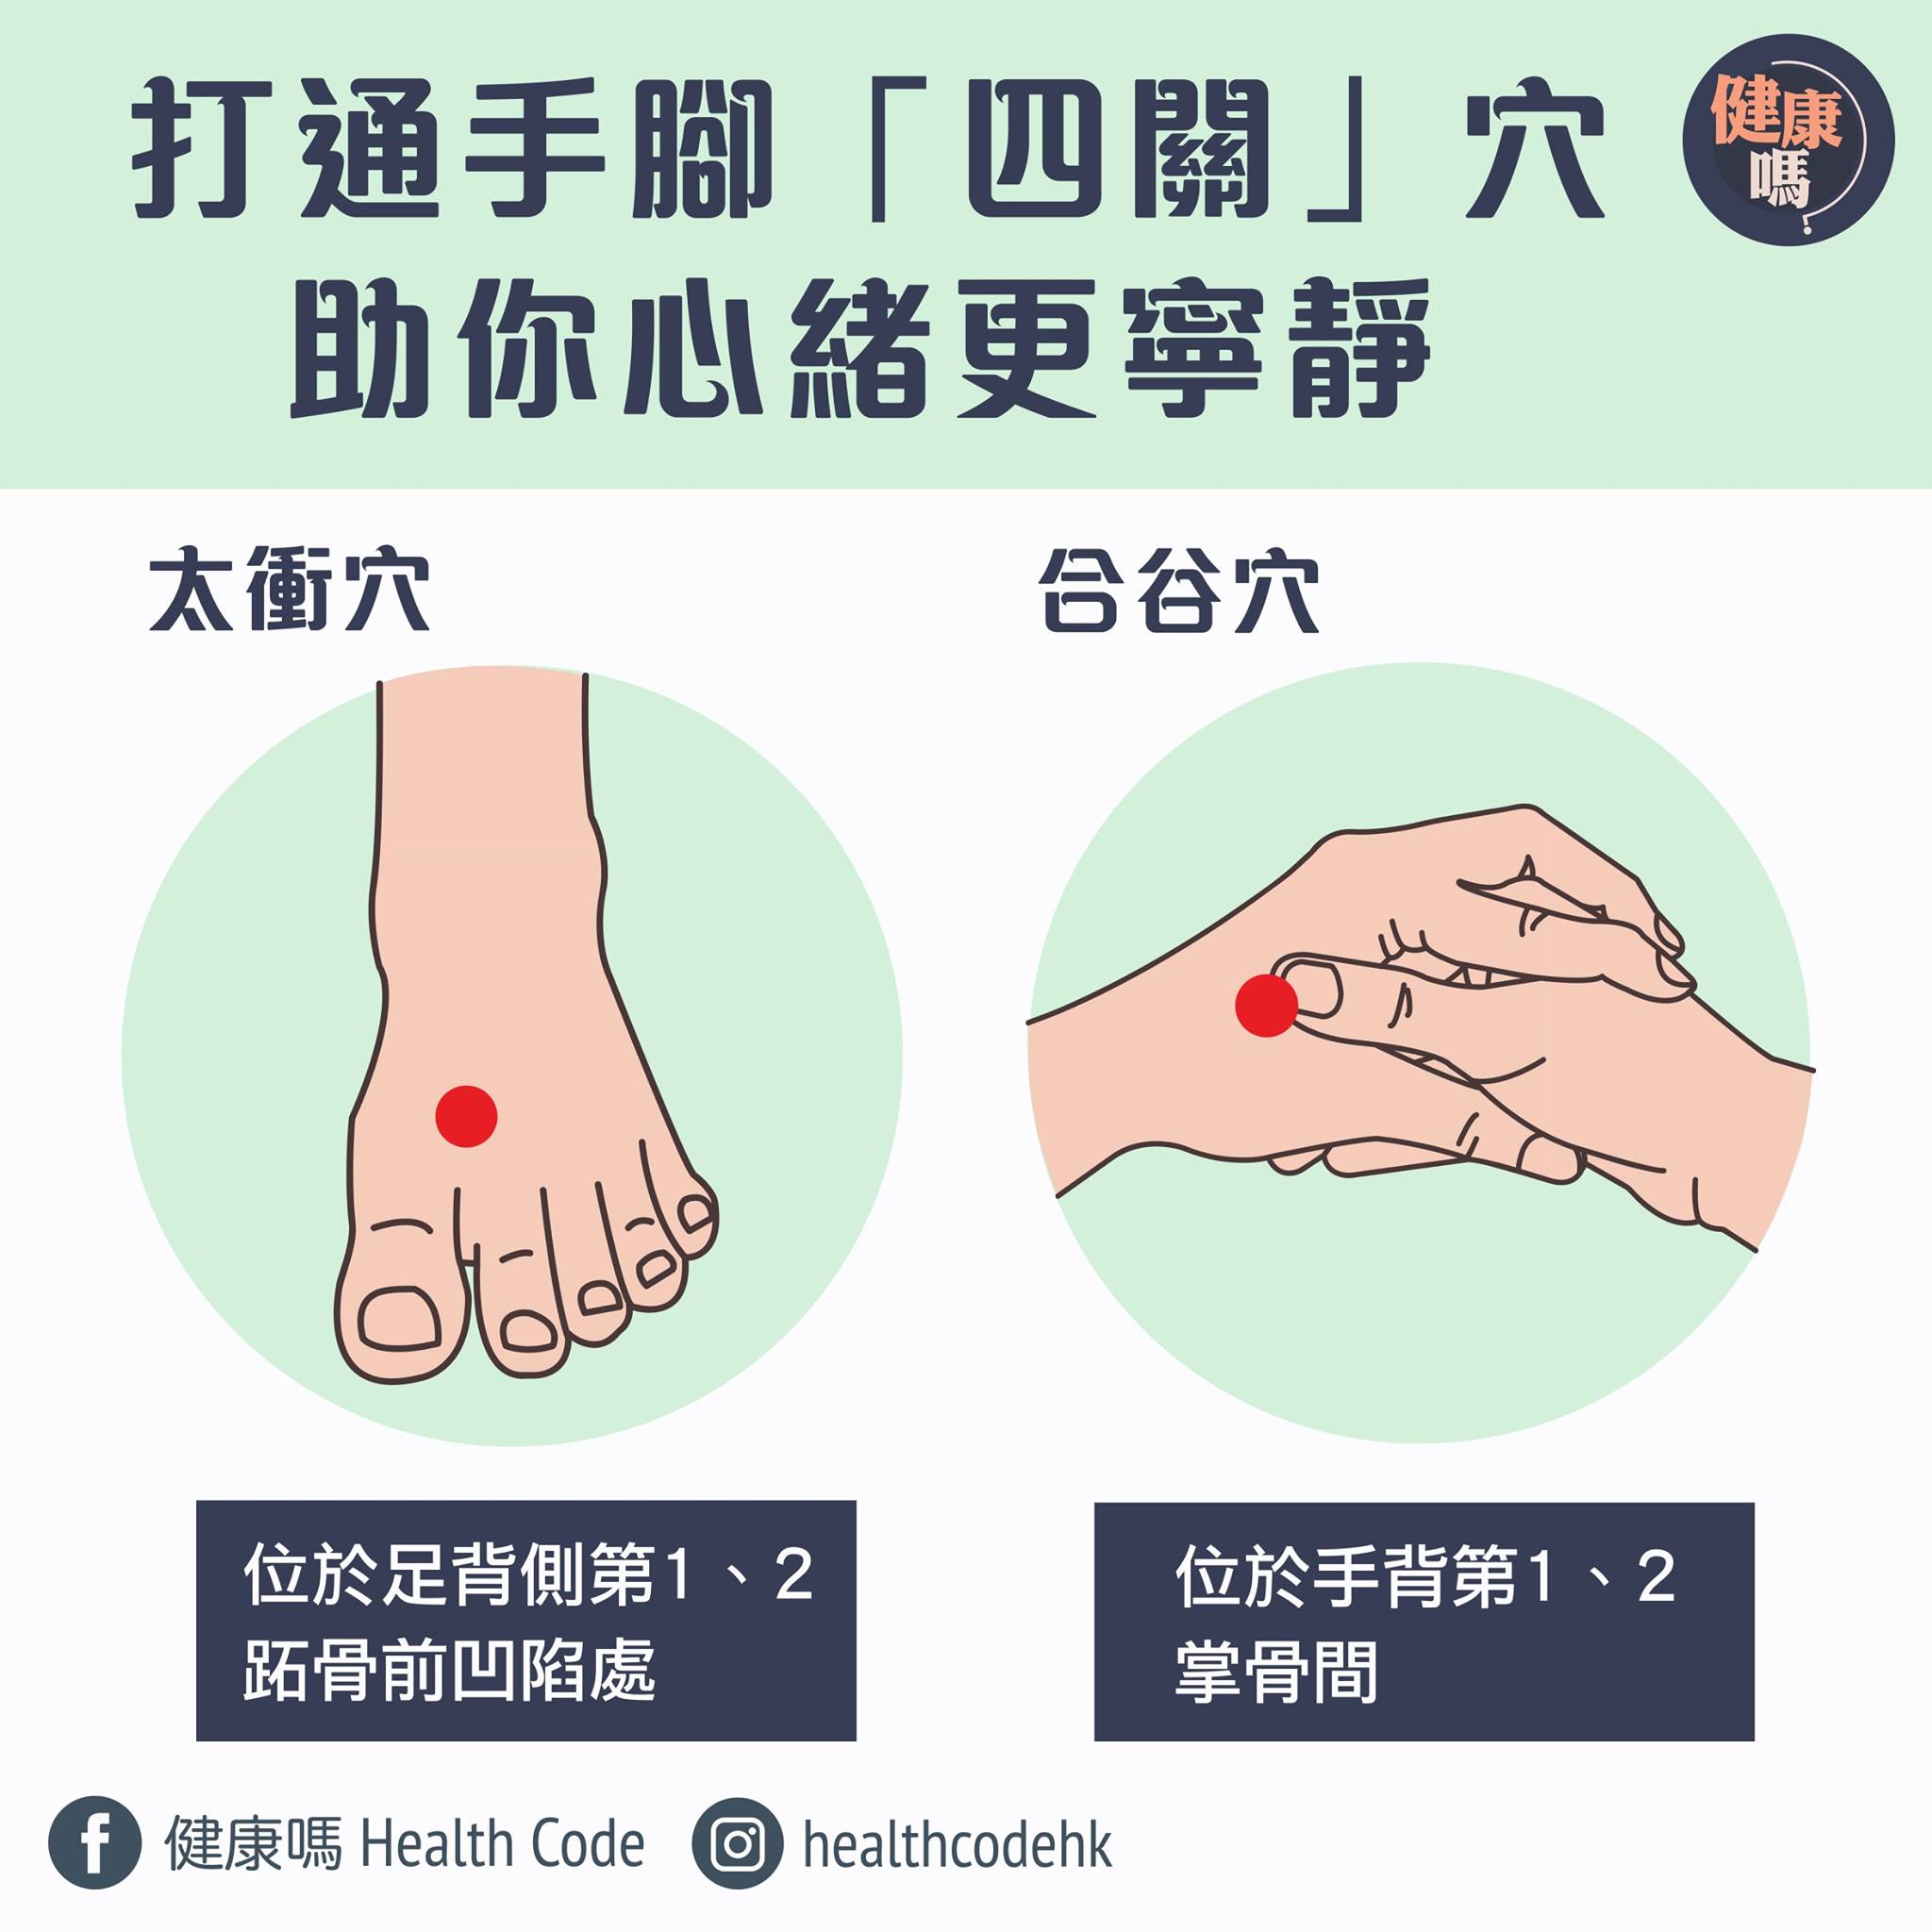 打通手腳「四關」穴
助你心緒更寧靜
健康
嗎
太衝穴
合谷穴
位於足背側第1、2
跖骨前凹陷處
位於手背第1、2
掌骨間
健康嗎 Health Code
healthcodehk